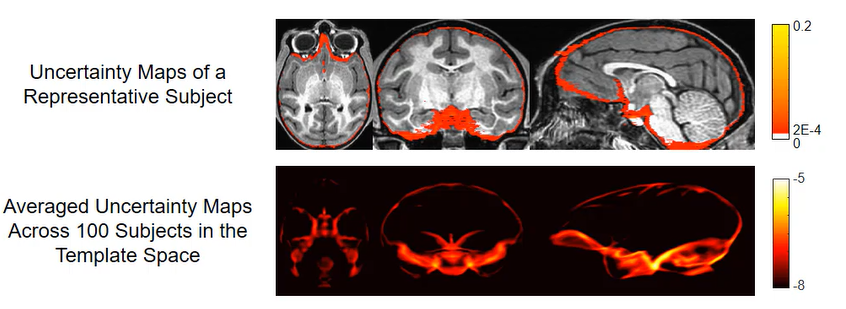 Uncertainty Maps of a
Representative Subject
0.2
2E-4
0
Averaged Uncertainty Maps
Across 100 Subjects in the
Template Space
-5
-8